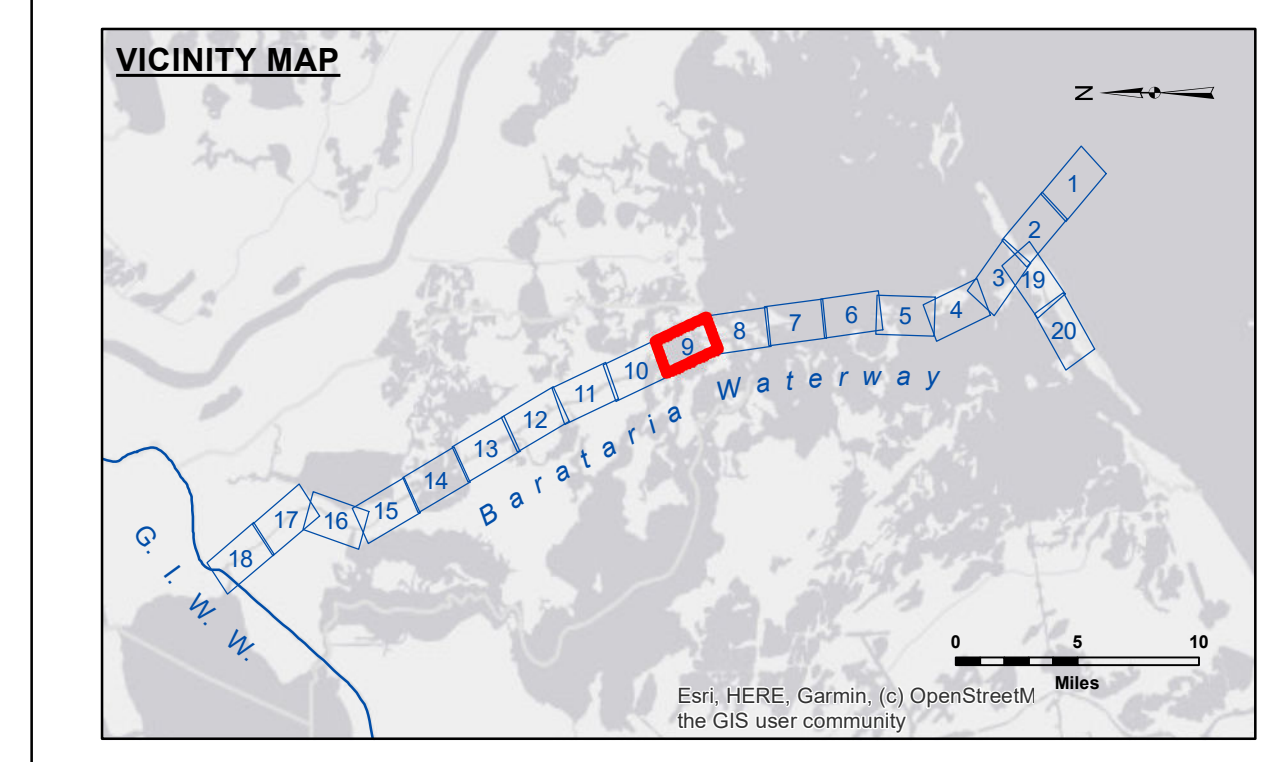 VICINITY MAP
N
1
2
3
19
20
4
5
6
7
8
9
10
11
12
13
14
15
16
17
18
Barataria Waterway
G. I. W. W.
0 5 10
Miles
Esri, HERE, Garmin, (c) OpenStreetM
the GIS user community